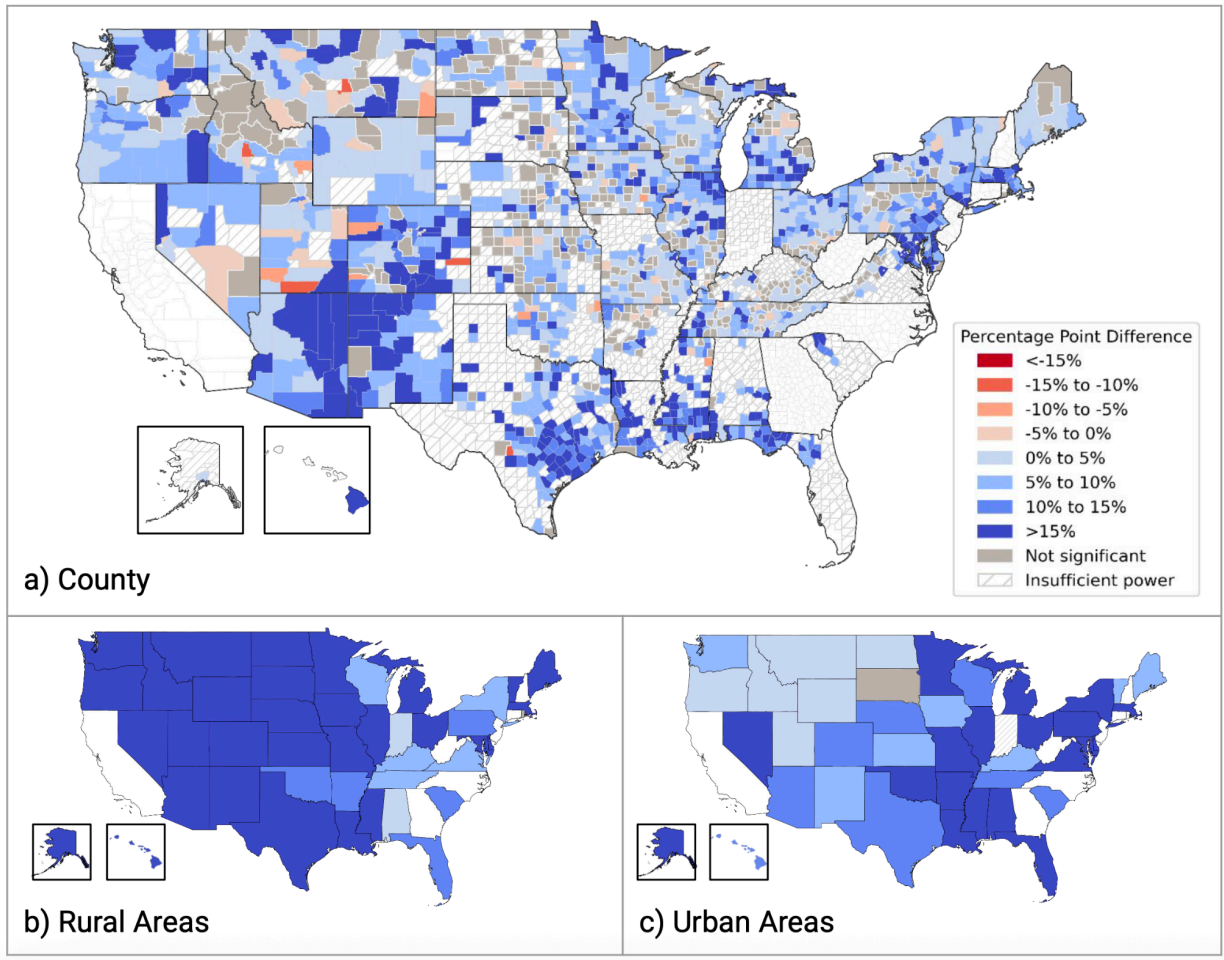 Percentage Point Difference
<-15%
-15% to -10%
-10% to -5%
-5% to 0%
0% to 5%
5% to 10%
10% to 15%
>15%
Not significant
Insufficient power
a) County
b) Rural Areas
c) Urban Areas